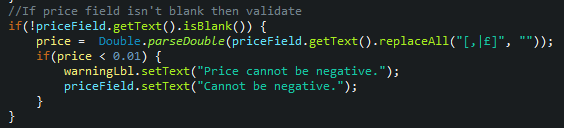 //If price field isn't blank then validate
if(!priceField.getText().isBlank()) {
price = Double.parseDouble(priceField.getText().replaceAll("[,|£]", ""));
if(price < 0.01) {
warningLbl.setText("Price cannot be negative.");
priceField.setText("Cannot be negative.");
}
}